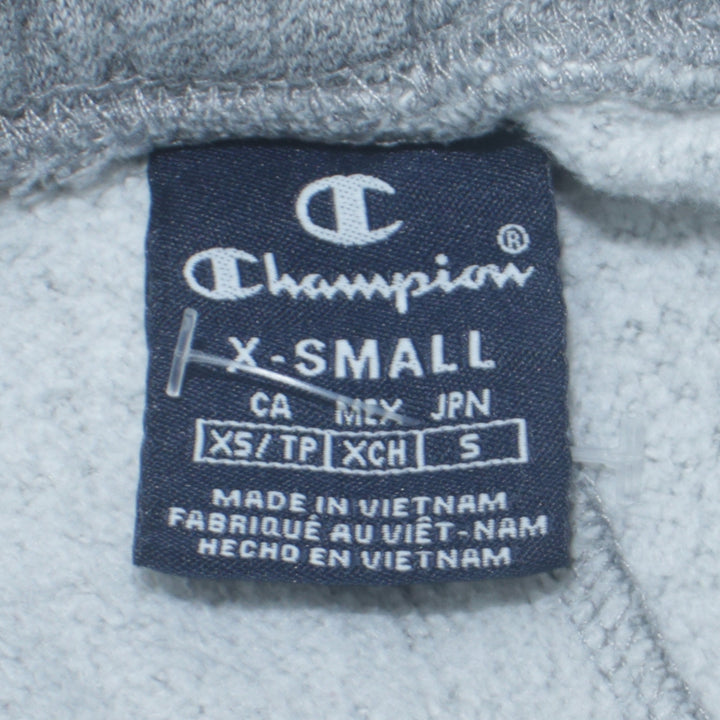 C
Champion®
X-SMALL
CA MEX JPN
XS/TP XCH S
MADE IN VIETNAM
FABRIQUÉ AU VIÊT-NAM
HECHO EN VIETNAM